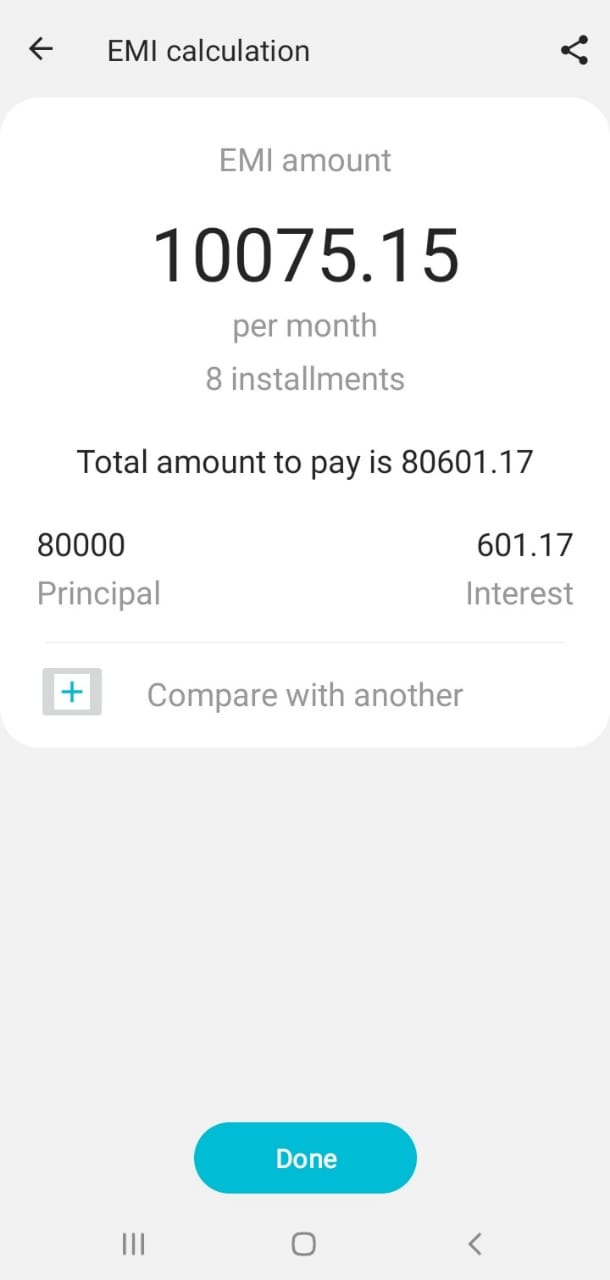 EMI calculation
EMI amount
10075.15
per month
8 installments
Total amount to pay is 80601.17
80000
601.17
Principal
Interest
Compare with another
Done